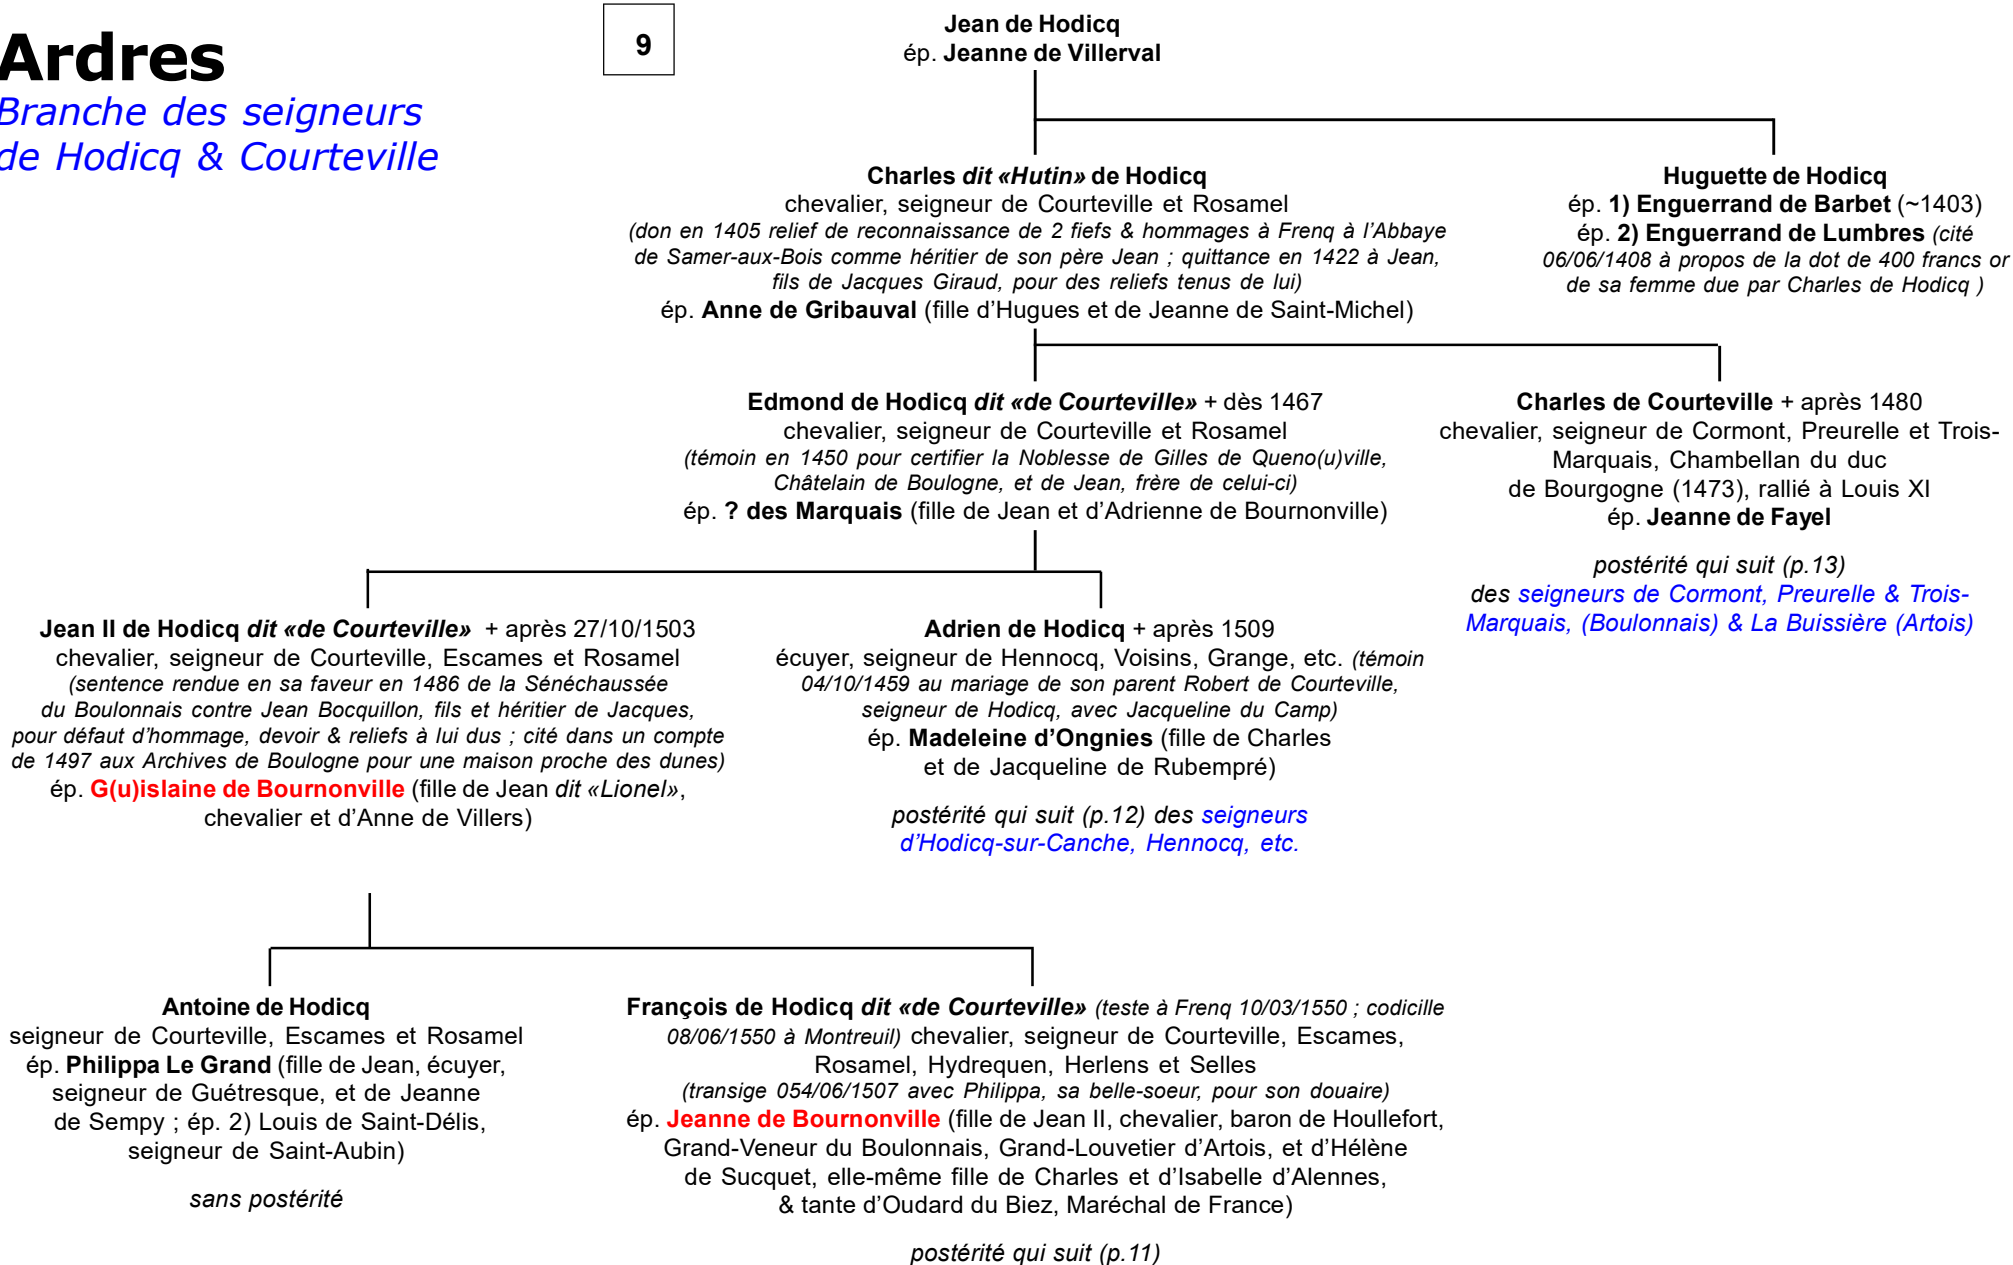 Ardres
Branche des seigneurs
de Hodicq & Courteville
9
Jean de Hodicq
ép. Jeanne de Villerval
Charles dit «Hutin» de Hodicq
chevalier, seigneur de Courteville et Rosamel
(don en 1405 relief de reconnaissance de 2 fiefs & hommages à Frenq à l’Abbaye
de Samer-aux-Bois comme héritier de son père Jean ; quittance en 1422 à Jean,
fils de Jacques Giraud, pour des reliefs tenus de lui)
ép. Anne de Gribauval (fille d’Hugues et de Jeanne de Saint-Michel)
Huguette de Hodicq
ép. 1) Enguerrand de Barbet (~1403)
ép. 2) Enguerrand de Lumbres (cité
06/06/1408 à propos de la dot de 400 francs or
de sa femme due par Charles de Hodicq )
Edmond de Hodicq dit «de Courteville» + dès 1467
chevalier, seigneur de Courteville et Rosamel
(témoin en 1450 pour certifier la Noblesse de Gilles de Queno(u)ville,
Châtelain de Boulogne, et de Jean, frère de celui-ci)
ép. ? des Marquais (fille de Jean et d’Adrienne de Bournonville)
Charles de Courteville + après 1480
chevalier, seigneur de Cormont, Preurelle et Trois-
Marquais, Chambellan du duc
de Bourgogne (1473), rallié à Louis XI
ép. Jeanne de Fayel
postérité qui suit (p.13)
des seigneurs de Cormont, Preurelle & Trois-
Marquais, (Boulonnais) & La Buissière (Artois)
Jean II de Hodicq dit «de Courteville» + après 27/10/1503
chevalier, seigneur de Courteville, Escames et Rosamel
(sentence rendue en sa faveur en 1486 de la Sénéchaussée
du Boulonnais contre Jean Bocquillon, fils et héritier de Jacques,
pour défaut d’hommage, devoir & reliefs à lui dus ; cité dans un compte
de 1497 aux Archives de Boulogne pour une maison proche des dunes)
ép. G(u)islaine de Bournonville (fille de Jean dit «Lionel»,
chevalier et d’Anne de Villers)
Adrien de Hodicq + après 1509
écuyer, seigneur de Hennocq, Voisins, Grange, etc. (témoin
04/10/1459 au mariage de son parent Robert de Courteville,
seigneur de Hodicq, avec Jacqueline du Camp)
ép. Madeleine d’Ongnies (fille de Charles
et de Jacqueline de Rubempré)
postérité qui suit (p.12) des seigneurs
d’Hodicq-sur-Canche, Hennocq, etc.
Antoine de Hodicq
seigneur de Courteville, Escames et Rosamel
ép. Philippa Le Grand (fille de Jean, écuyer,
seigneur de Guétresque, et de Jeanne
de Sempy ; ép. 2) Louis de Saint-Délis,
seigneur de Saint-Aubin)
sans postérité
François de Hodicq dit «de Courteville» (teste à Frenq 10/03/1550 ; codicille
08/06/1550 à Montreuil) chevalier, seigneur de Courteville, Escames,
Rosamel, Hydrequen, Herlens et Selles
(transige 054/06/1507 avec Philippa, sa belle-soeur, pour son douaire)
ép. Jeanne de Bournonville (fille de Jean II, chevalier, baron de Houllefort,
Grand-Veneur du Boulonnais, Grand-Louvetier d’Artois, et d’Hélène
de Sucquet, elle-même fille de Charles et d’Isabelle d’Alennes,
& tante d’Oudard du Biez, Maréchal de France)
postérité qui suit (p.11)